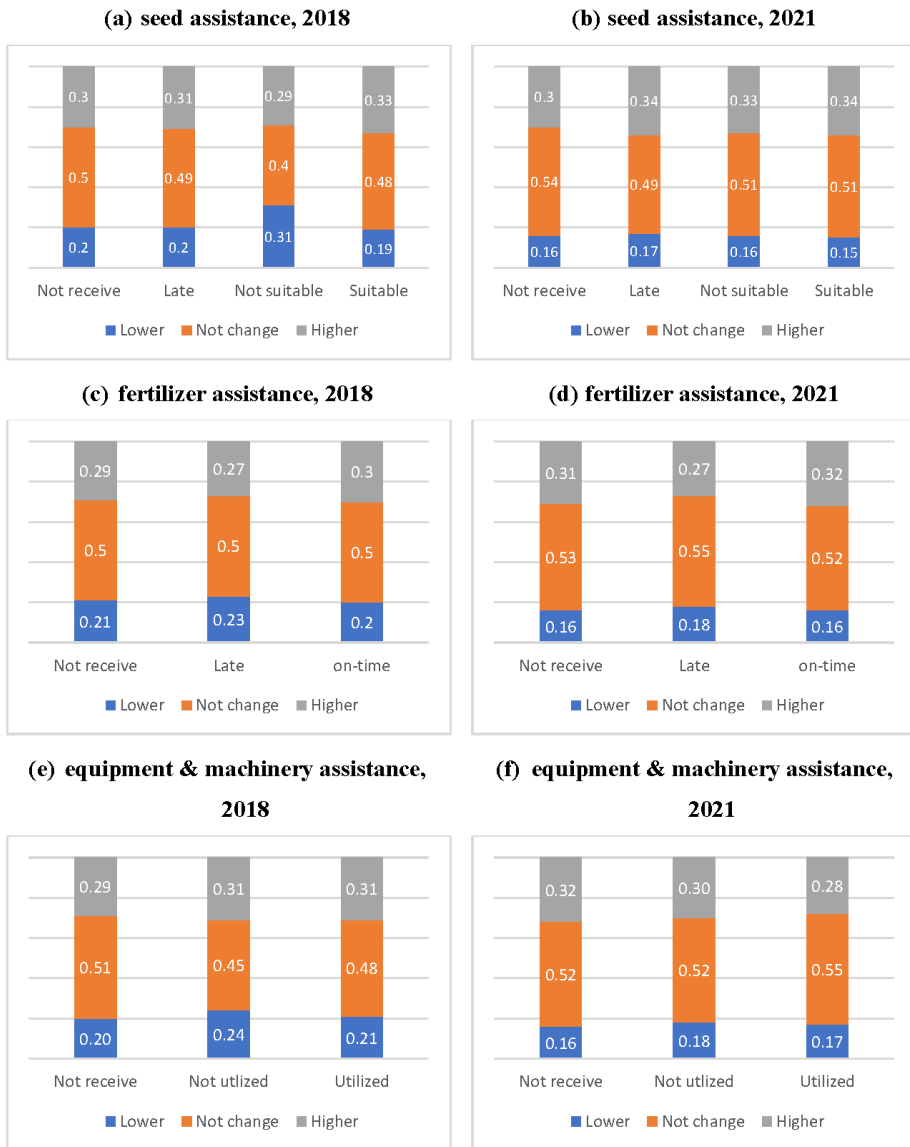 (a) seed assistance, 2018
(b) seed assistance, 2021
0.3 0.31 0.29 0.33
0.5 0.49 0.4 0.48
0.2 0.2 0.31 0.19
Not receive Late Not suitable Suitable
Lower Not change Higher
0.3 0.34 0.33 0.34
0.54 0.49 0.51 0.51
0.16 0.17 0.16 0.15
Not receive Late Not suitable Suitable
Lower Not change Higher
(c) fertilizer assistance, 2018
(d) fertilizer assistance, 2021
0.29 0.27 0.3
0.5 0.5 0.5
0.21 0.23 0.2
Not receive Late on-time
Lower Not change Higher
0.31 0.27 0.32
0.53 0.55 0.52
0.16 0.18 0.16
Not receive Late on-time
Lower Not change Higher
(e) equipment & machinery assistance,
2018
(f) equipment & machinery assistance,
2021
0.29 0.31 0.31
0.51 0.45 0.48
0.20 0.24 0.21
Not receive Not utlized Utilized
Lower Not change Higher
0.32 0.30 0.28
0.52 0.52 0.55
0.16 0.18 0.17
Not receive Not utlized Utilized
Lower Not change Higher